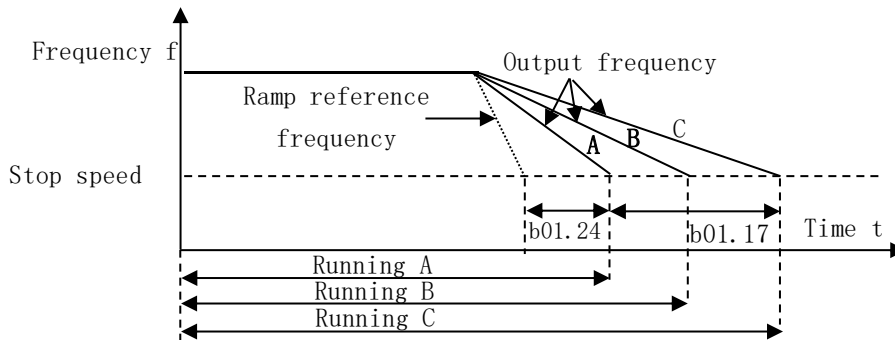 Frequency f
Output frequency
Ramp reference
frequency
A
B
C
Stop speed
b01.24
b01.17
Time t
Running A
Running B
Running C